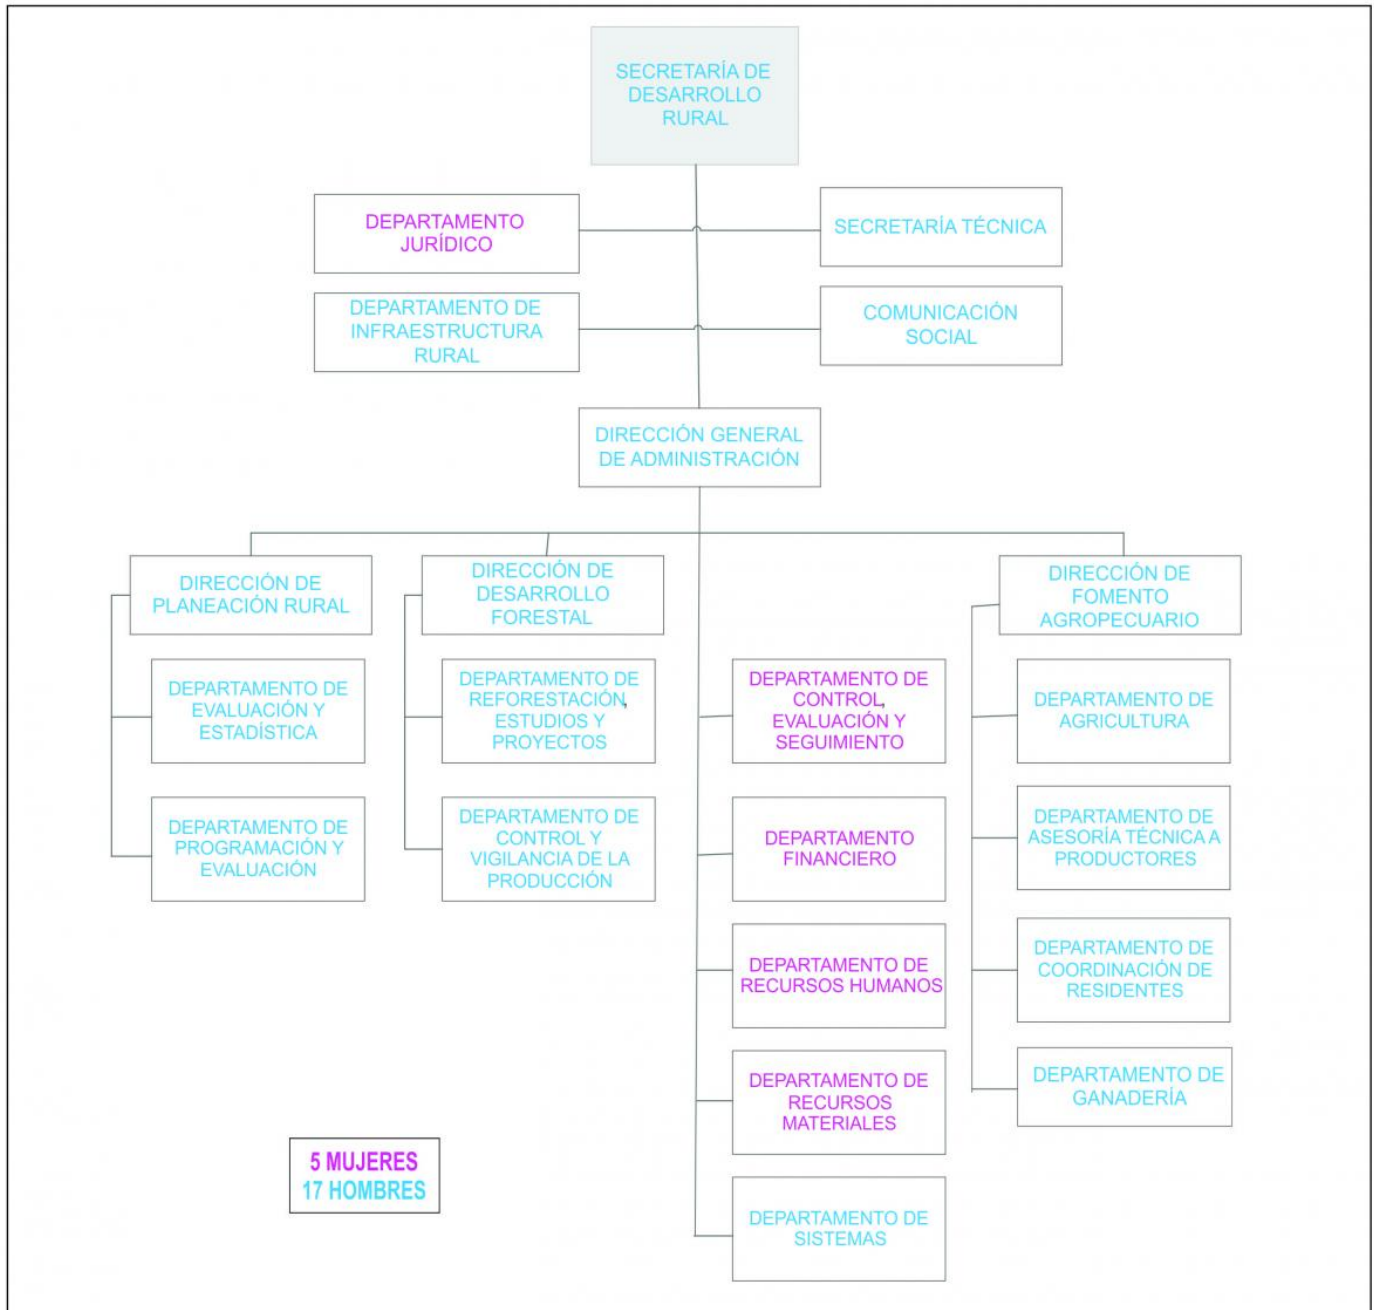 SECRETARÍA DE
DESARROLLO
RURAL
DEPARTAMENTO
JURÍDICO
SECRETARÍA TÉCNICA
DEPARTAMENTO DE
INFRAESTRUCTURA
RURAL
COMUNICACIÓN
SOCIAL
DIRECCIÓN GENERAL
DE ADMINISTRACIÓN
DIRECCIÓN DE
PLANEACIÓN RURAL
DEPARTAMENTO DE
EVALUACIÓN Y
ESTADÍSTICA
DEPARTAMENTO DE
PROGRAMACIÓN Y
EVALUACIÓN
DIRECCIÓN DE
DESARROLLO
FORESTAL
DEPARTAMENTO DE
REFORESTACIÓN,
ESTUDIOS Y
PROYECTOS
DEPARTAMENTO DE
CONTROL Y
VIGILANCIA DE LA
PRODUCCIÓN
DEPARTAMENTO DE
CONTROL,
EVALUACIÓN Y
SEGUIMIENTO
DEPARTAMENTO
FINANCIERO
DEPARTAMENTO DE
RECURSOS HUMANOS
DEPARTAMENTO DE
RECURSOS
MATERIALES
DEPARTAMENTO DE
SISTEMAS
DIRECCIÓN DE
FOMENTO
AGROPECUARIO
DEPARTAMENTO DE
AGRICULTURA
DEPARTAMENTO DE
ASESORÍA TÉCNICA A
PRODUCTORES
DEPARTAMENTO DE
COORDINACIÓN DE
RESIDENTES
DEPARTAMENTO DE
GANADERÍA
5 MUJERES
17 HOMBRES